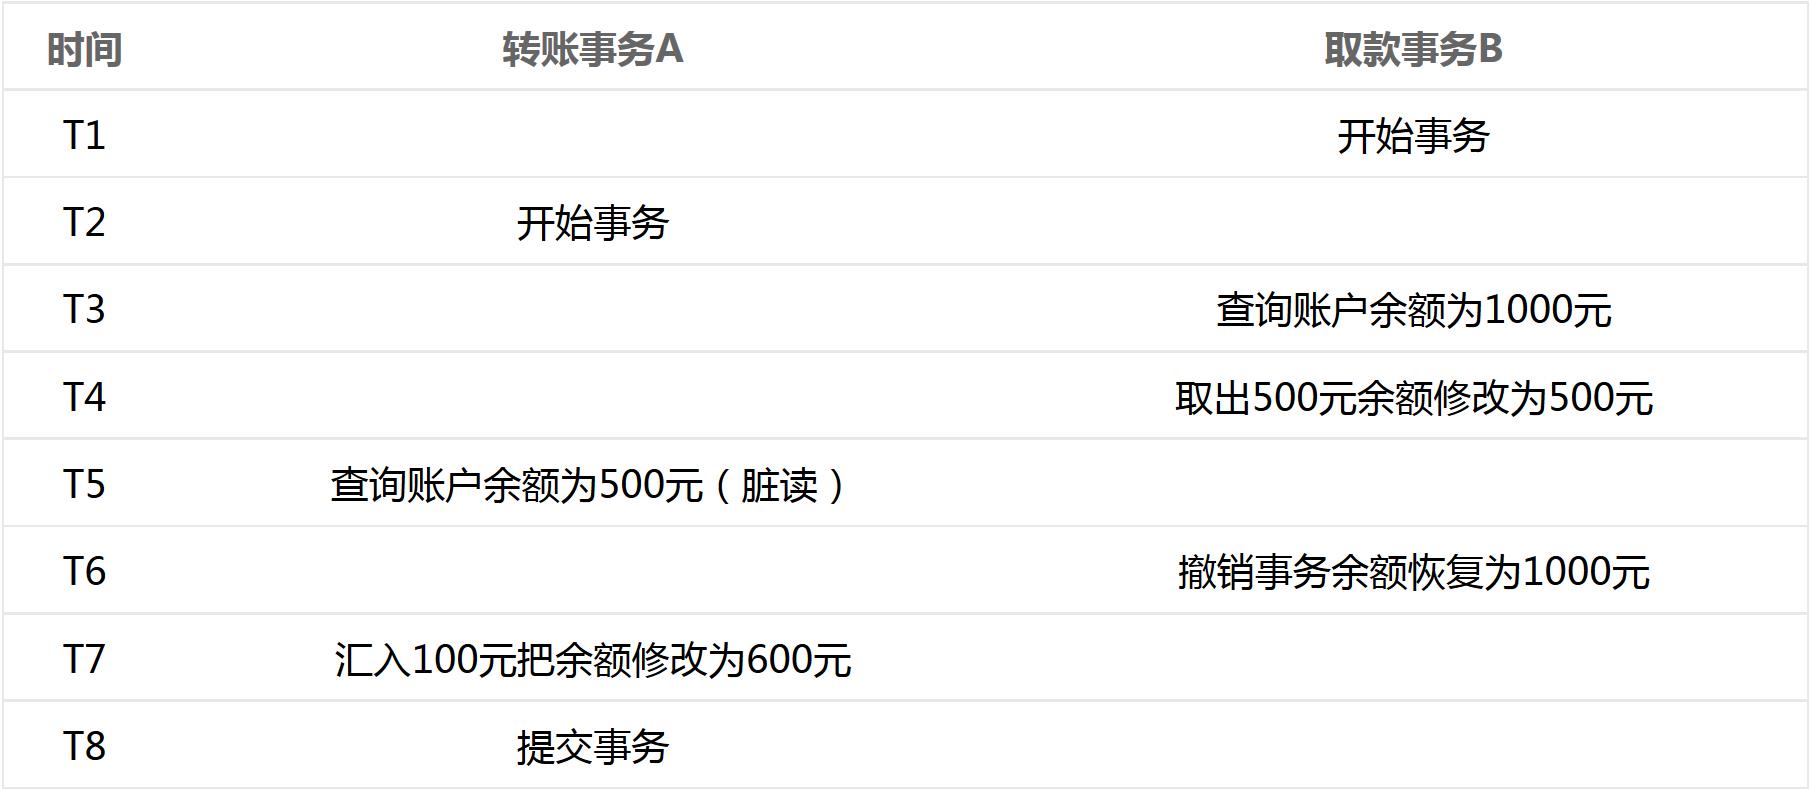 时间 转账事务A 取款事务B
T1 开始事务
T2 开始事务
T3 查询账户余额为1000元
T4 取出500元余额修改为500元
T5 查询账户余额为500元（脏读）
T6 撤销事务余额恢复为1000元
T7 汇入100元把余额修改为600元
T8 提交事务